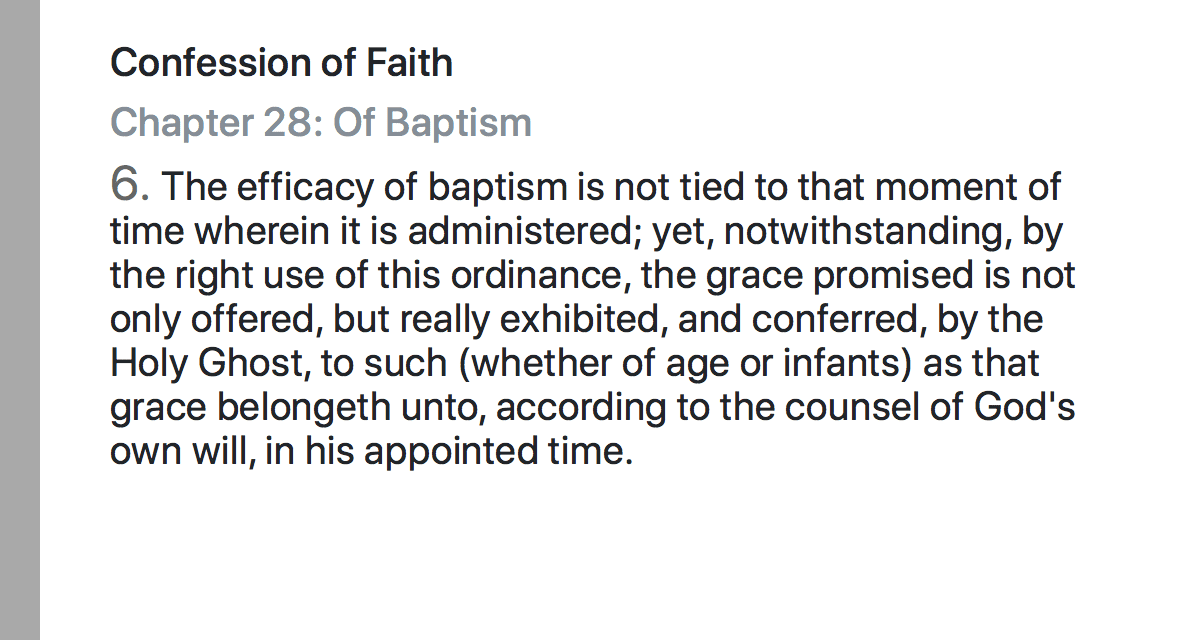 Confession of Faith
Chapter 28: Of Baptism
6. The efficacy of baptism is not tied to that moment of
time wherein it is administered; yet, notwithstanding, by
the right use of this ordinance, the grace promised is not
only offered, but really exhibited, and conferred, by the
Holy Ghost, to such (whether of age or infants) as that
grace belongeth unto, according to the counsel of God's
own will, in his appointed time.